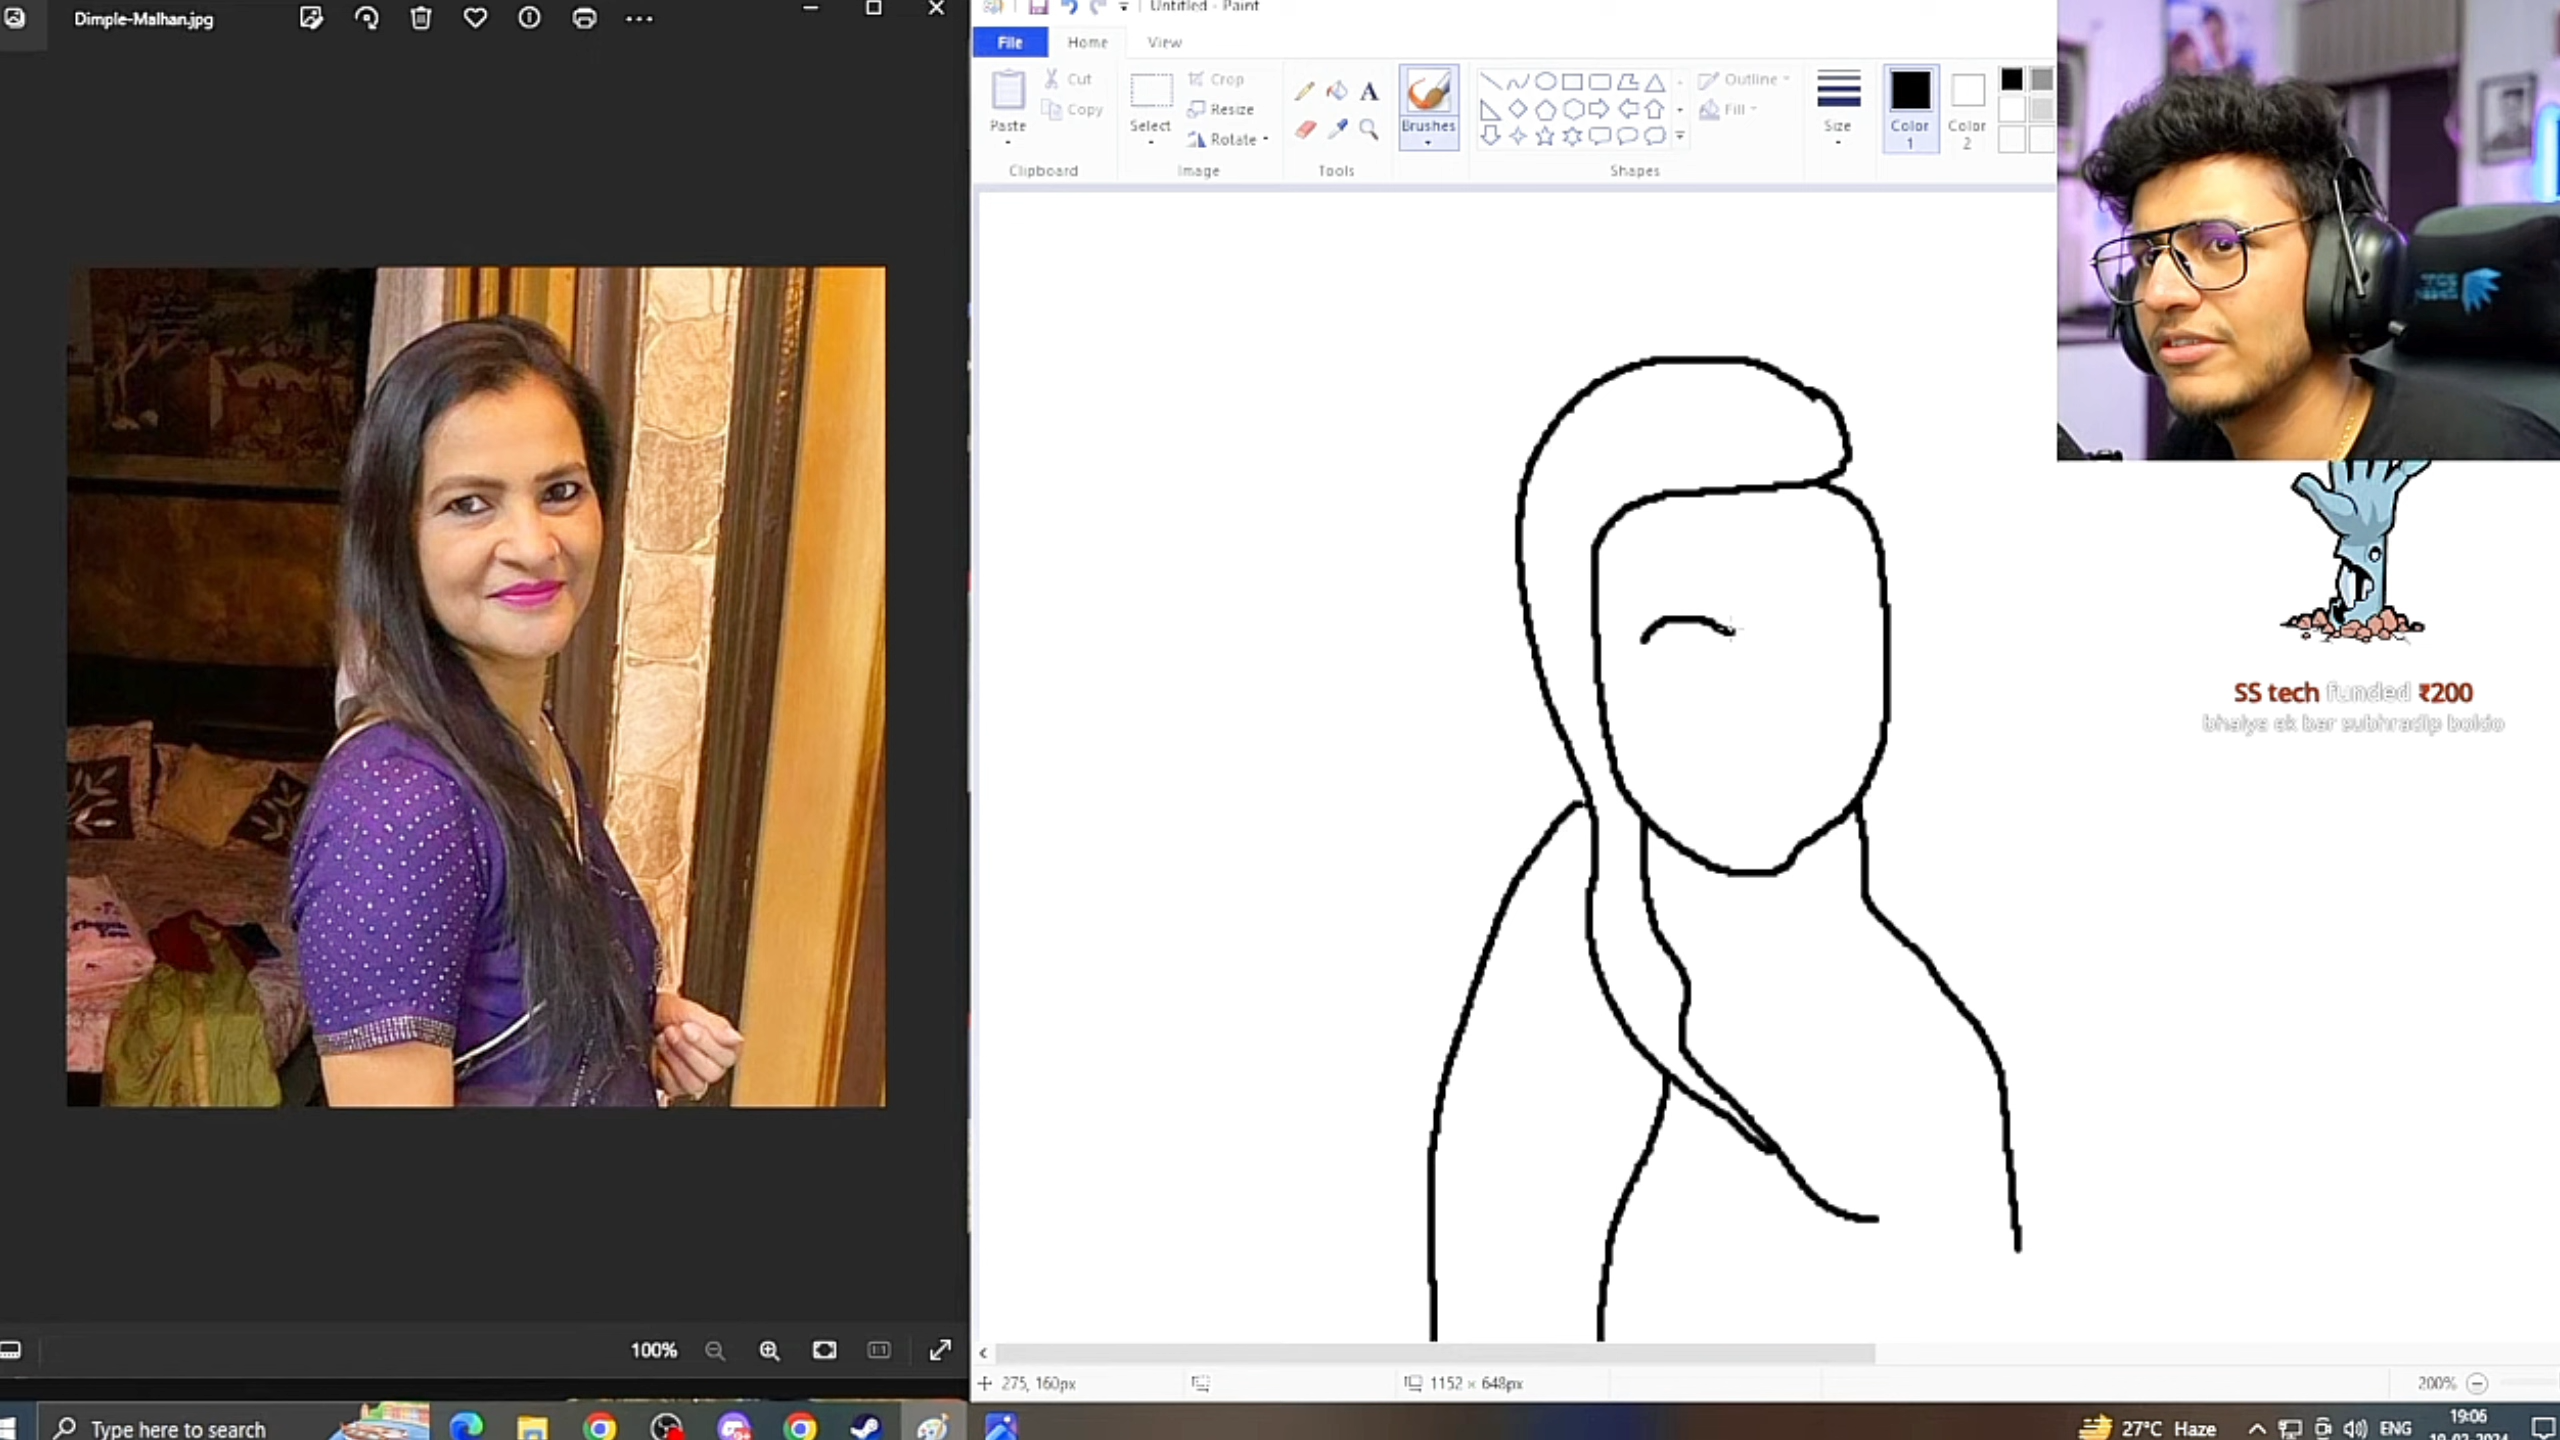 Dimple-Malhan.jpg
Untitled - Paint
File Home View
Paste
Cut
Copy
Clipboard
Select
Crop
Resize
Rotate
Image
A
Tools
Brushes
Shapes
Outline
Fill
Size
Color 1
Color 2
SS tech funded ₹200
bhaiya ek bar subhradip boldo
100%
275, 160px
1152 × 648px
200%
Type here to search
27°C Haze
ENG
19:06